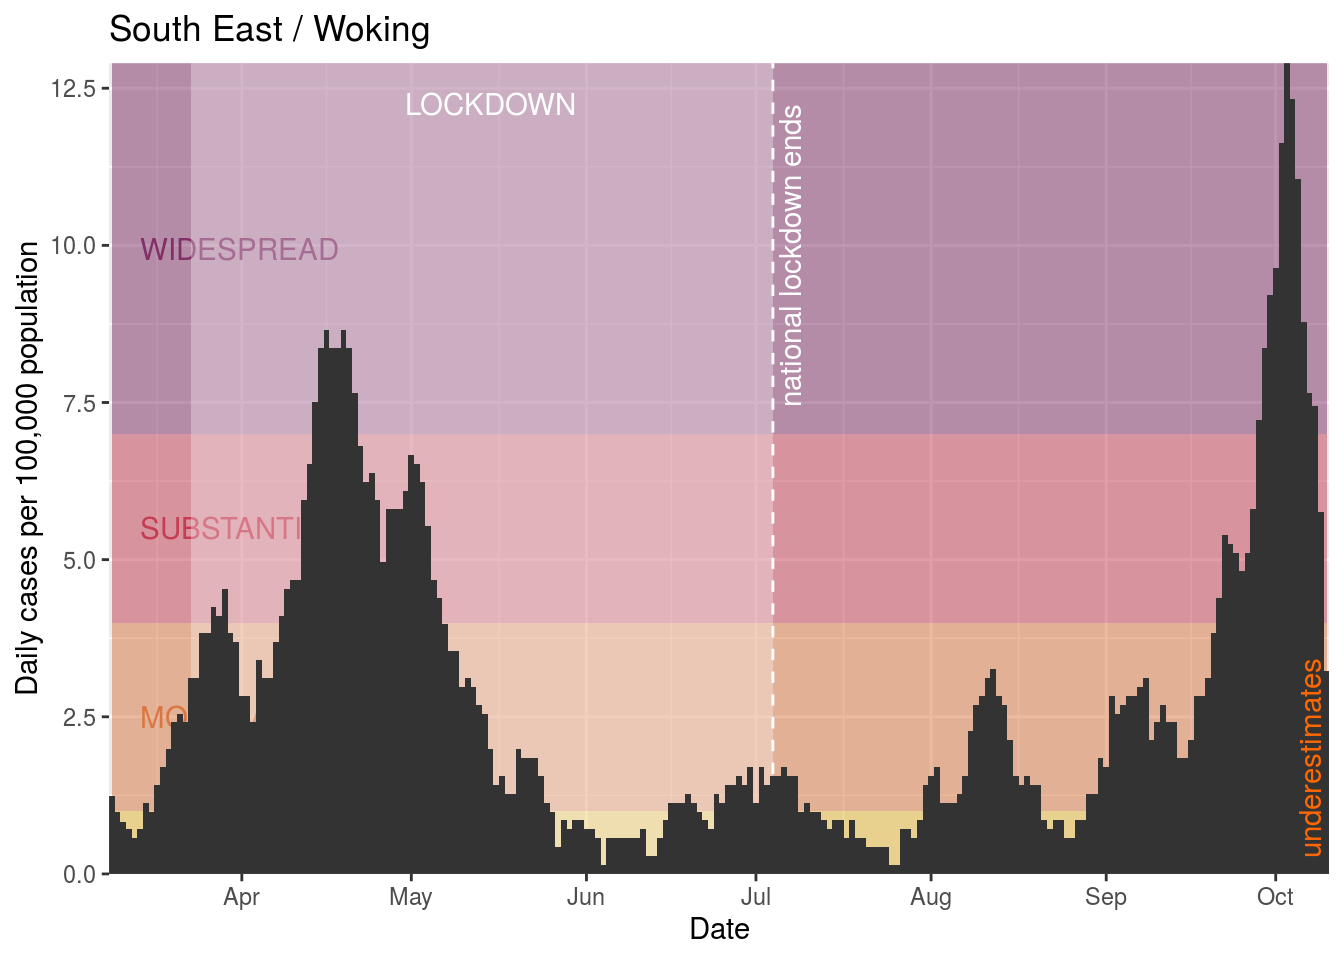 South East / Woking
12.5
10.0
7.5
5.0
2.5
0.0
Daily cases per 100,000 population
LOCKDOWN
national lockdown ends
WIDESPREAD
SUBSTANTI
MO
underestimates
Apr
May
Jun
Jul
Aug
Sep
Oct
Date